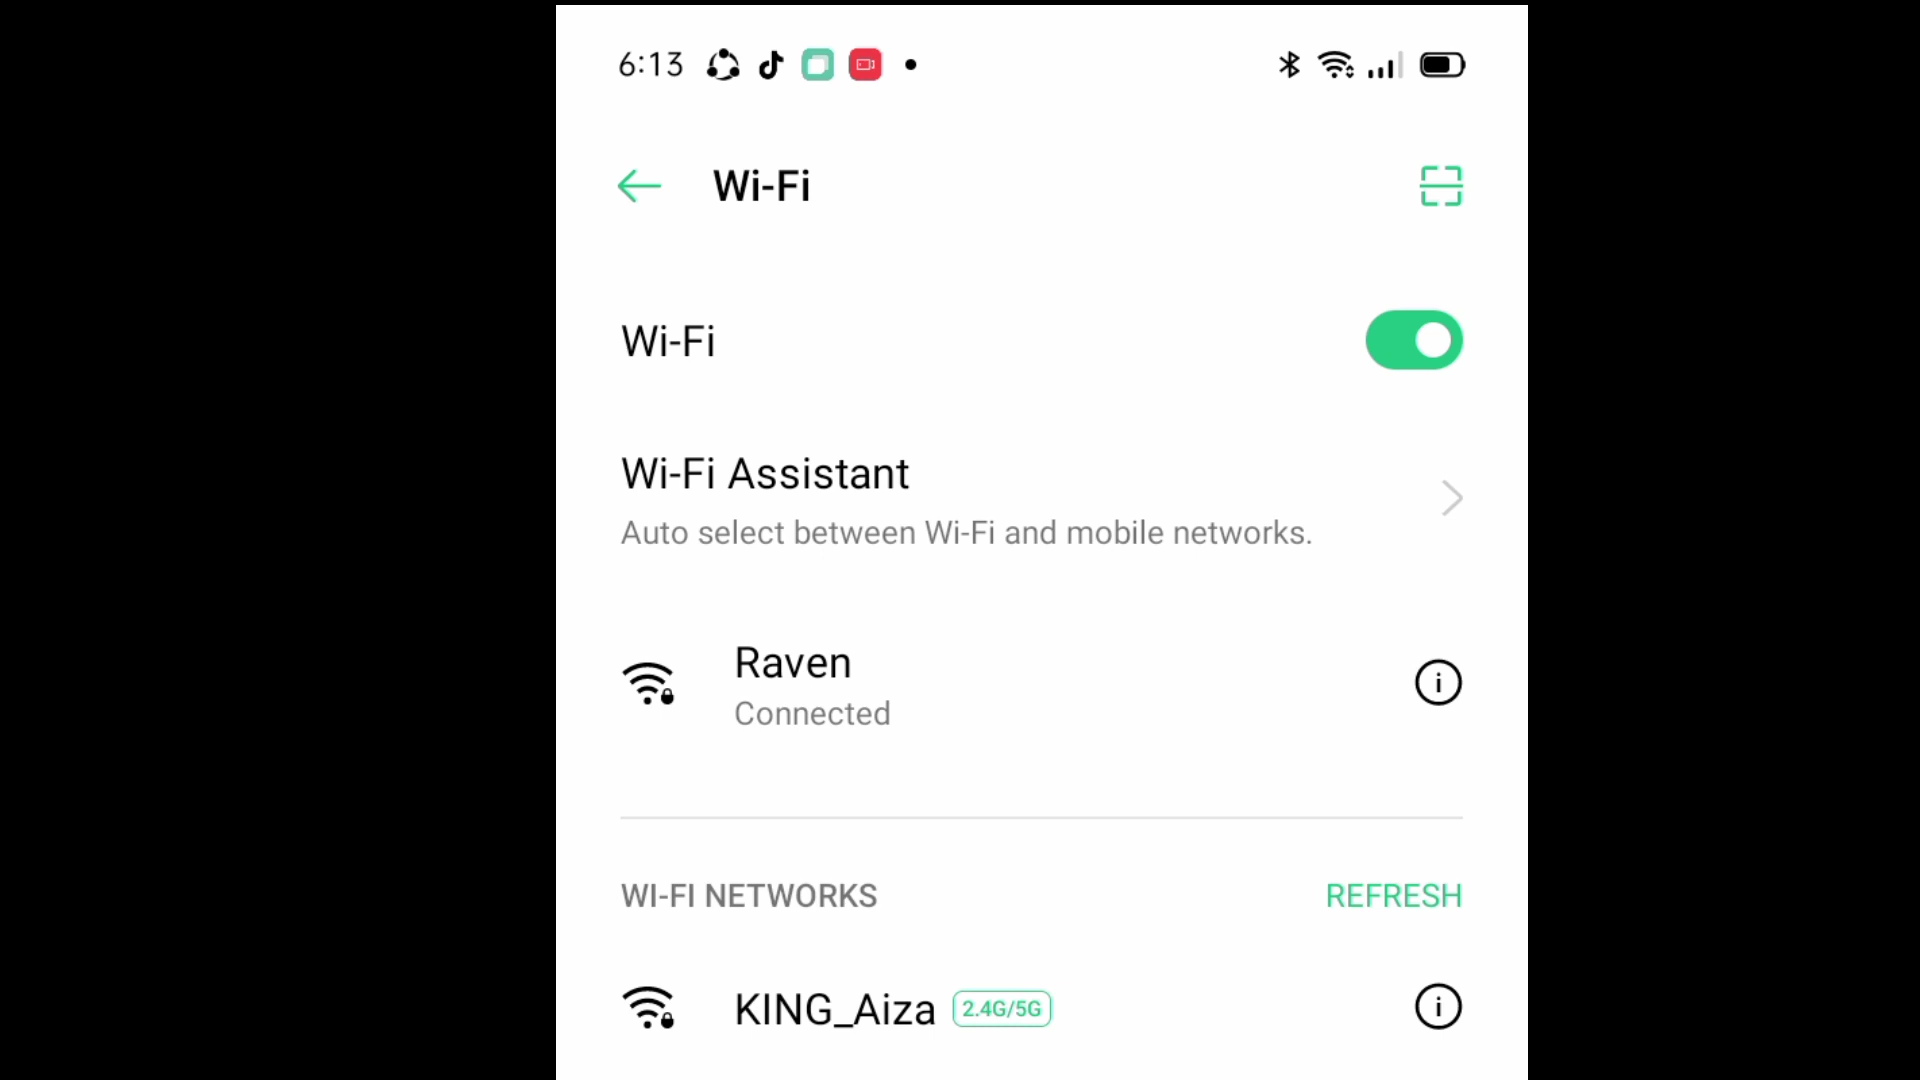 6:13
Wi-Fi
Wi-Fi
Wi-Fi Assistant
Auto select between Wi-Fi and mobile networks.
Raven
Connected
WI-FI NETWORKS
REFRESH
KING_Aiza 2.4G/5G